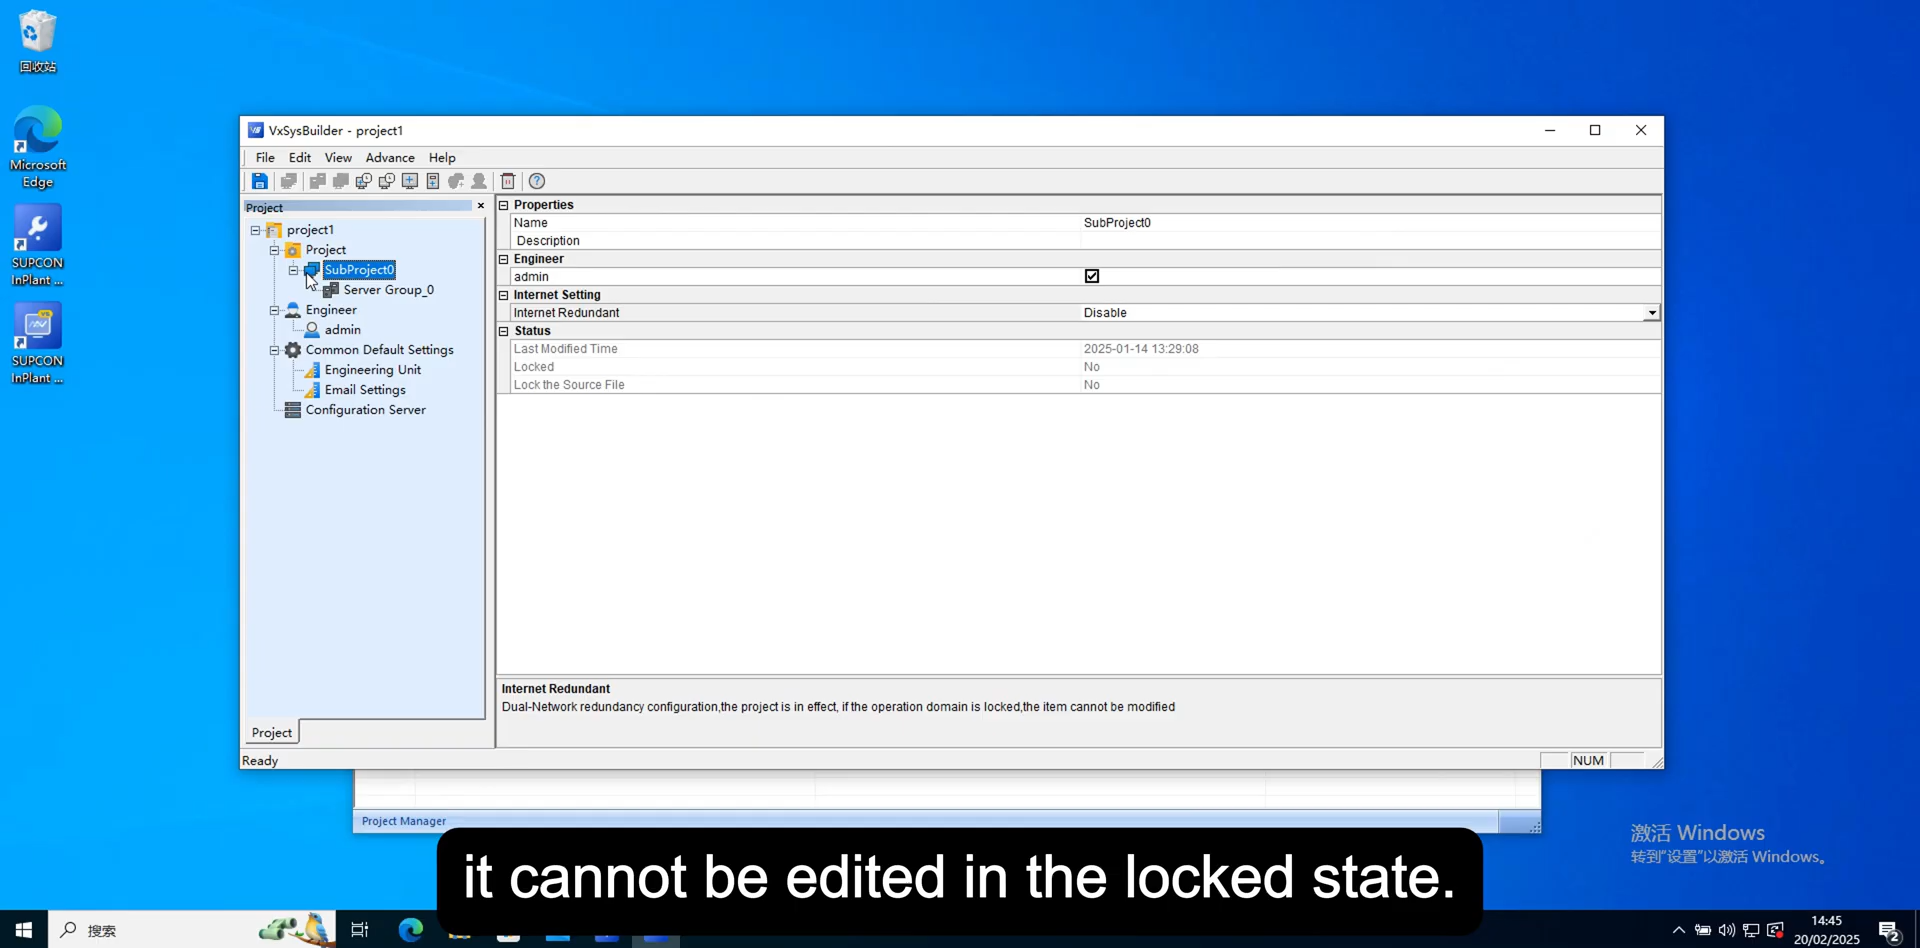 回收站
Microsoft
Edge
SUPCON
InPlant ...
SUPCON
InPlant ...
VxSysBuilder - project1
File Edit View Advance Help
Project
project1
Project
SubProject0
Server Group_0
Engineer
admin
Common Default Settings
Engineering Unit
Email Settings
Configuration Server
Project
Properties
Name SubProject0
Description
Engineer
admin
Internet Setting
Internet Redundant Disable
Status
Last Modified Time 2025-01-14 13:29:08
Locked No
Lock the Source File No
Internet Redundant
Dual-Network redundancy configuration,the project is in effect, if the operation domain is locked,the item cannot be modified
Ready
NUM
Project Manager
激活 Windows
转到"设置"以激活 Windows。
it cannot be edited in the locked state.
搜索
14:45
20/02/2025
2